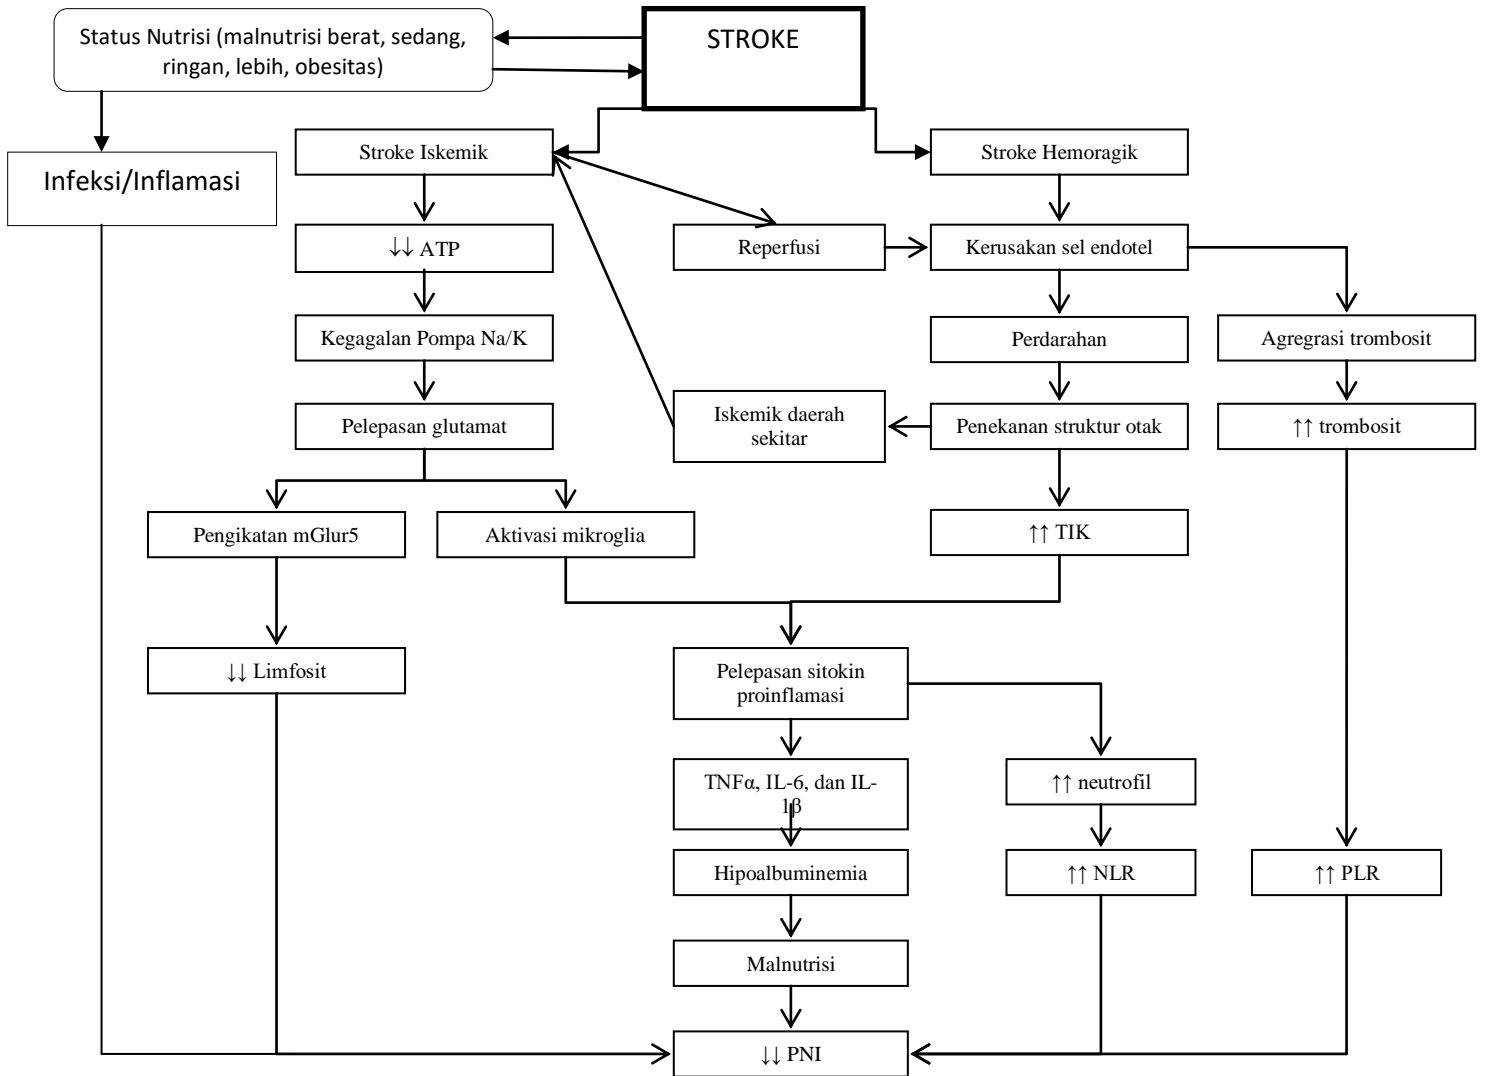 Status Nutrisi (malnutrisi berat, sedang,
ringan, lebih, obesitas)
STROKE
Infeksi/Inflamasi
Stroke Iskemik
Stroke Hemoragik
↓↓ ATP
Reperfusi
Kerusakan sel endotel
Kegagalan Pompa Na/K
Perdarahan
Agregrasi trombosit
Pelepasan glutamat
Iskemik daerah
sekitar
Penekanan struktur otak
↑↑ trombosit
Pengikatan mGlur5
Aktivasi mikroglia
↑↑ TIK
↓↓ Limfosit
Pelepasan sitokin
proinflamasi
TNFα, IL-6, dan IL-
1β
↑↑ neutrofil
Hipoalbuminemia
↑↑ NLR
↑↑ PLR
Malnutrisi
↓↓ PNI